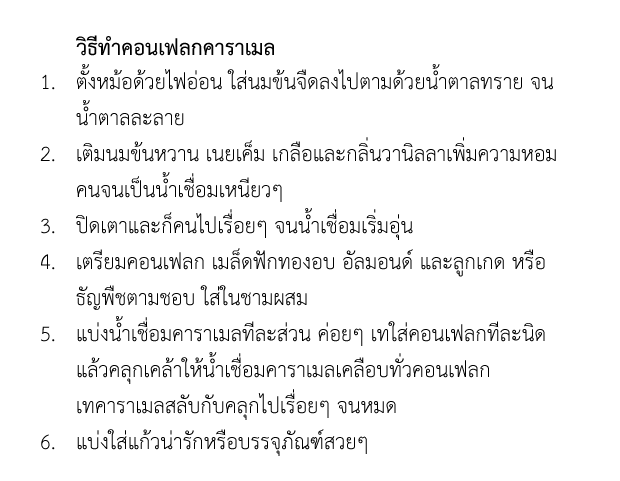 วิธีทำคอนเฟลกคาราเมล
1. ตั้งหม้อด้วยไฟอ่อน ใส่นมข้นจืดลงไปตามด้วยน้ำตาลทราย จน
น้ำตาลละลาย
2. เติมนมข้นหวาน เนยเค็ม เกลือและกลิ่นวานิลลาเพิ่มความหอม
คนจนเป็นน้ำเชื่อมเหนียวๆ
3. ปิดเตาและก็คนไปเรื่อยๆ จนน้ำเชื่อมเริ่มอุ่น
4. เตรียมคอนเฟลก เมล็ดฟักทองอบ อัลมอนด์ และลูกเกด หรือ
ธัญพืชตามชอบ ใส่ในชามผสม
5. แบ่งน้ำเชื่อมคาราเมลทีละส่วน ค่อยๆ เทใส่คอนเฟลกทีละนิด
แล้วคลุกเคล้าให้น้ำเชื่อมคาราเมลเคลือบทั่วคอนเฟลก
เทคาราเมลสลับกับคลุกไปเรื่อยๆ จนหมด
6. แบ่งใส่แก้วน่ารักหรือบรรจุภัณฑ์สวยๆ